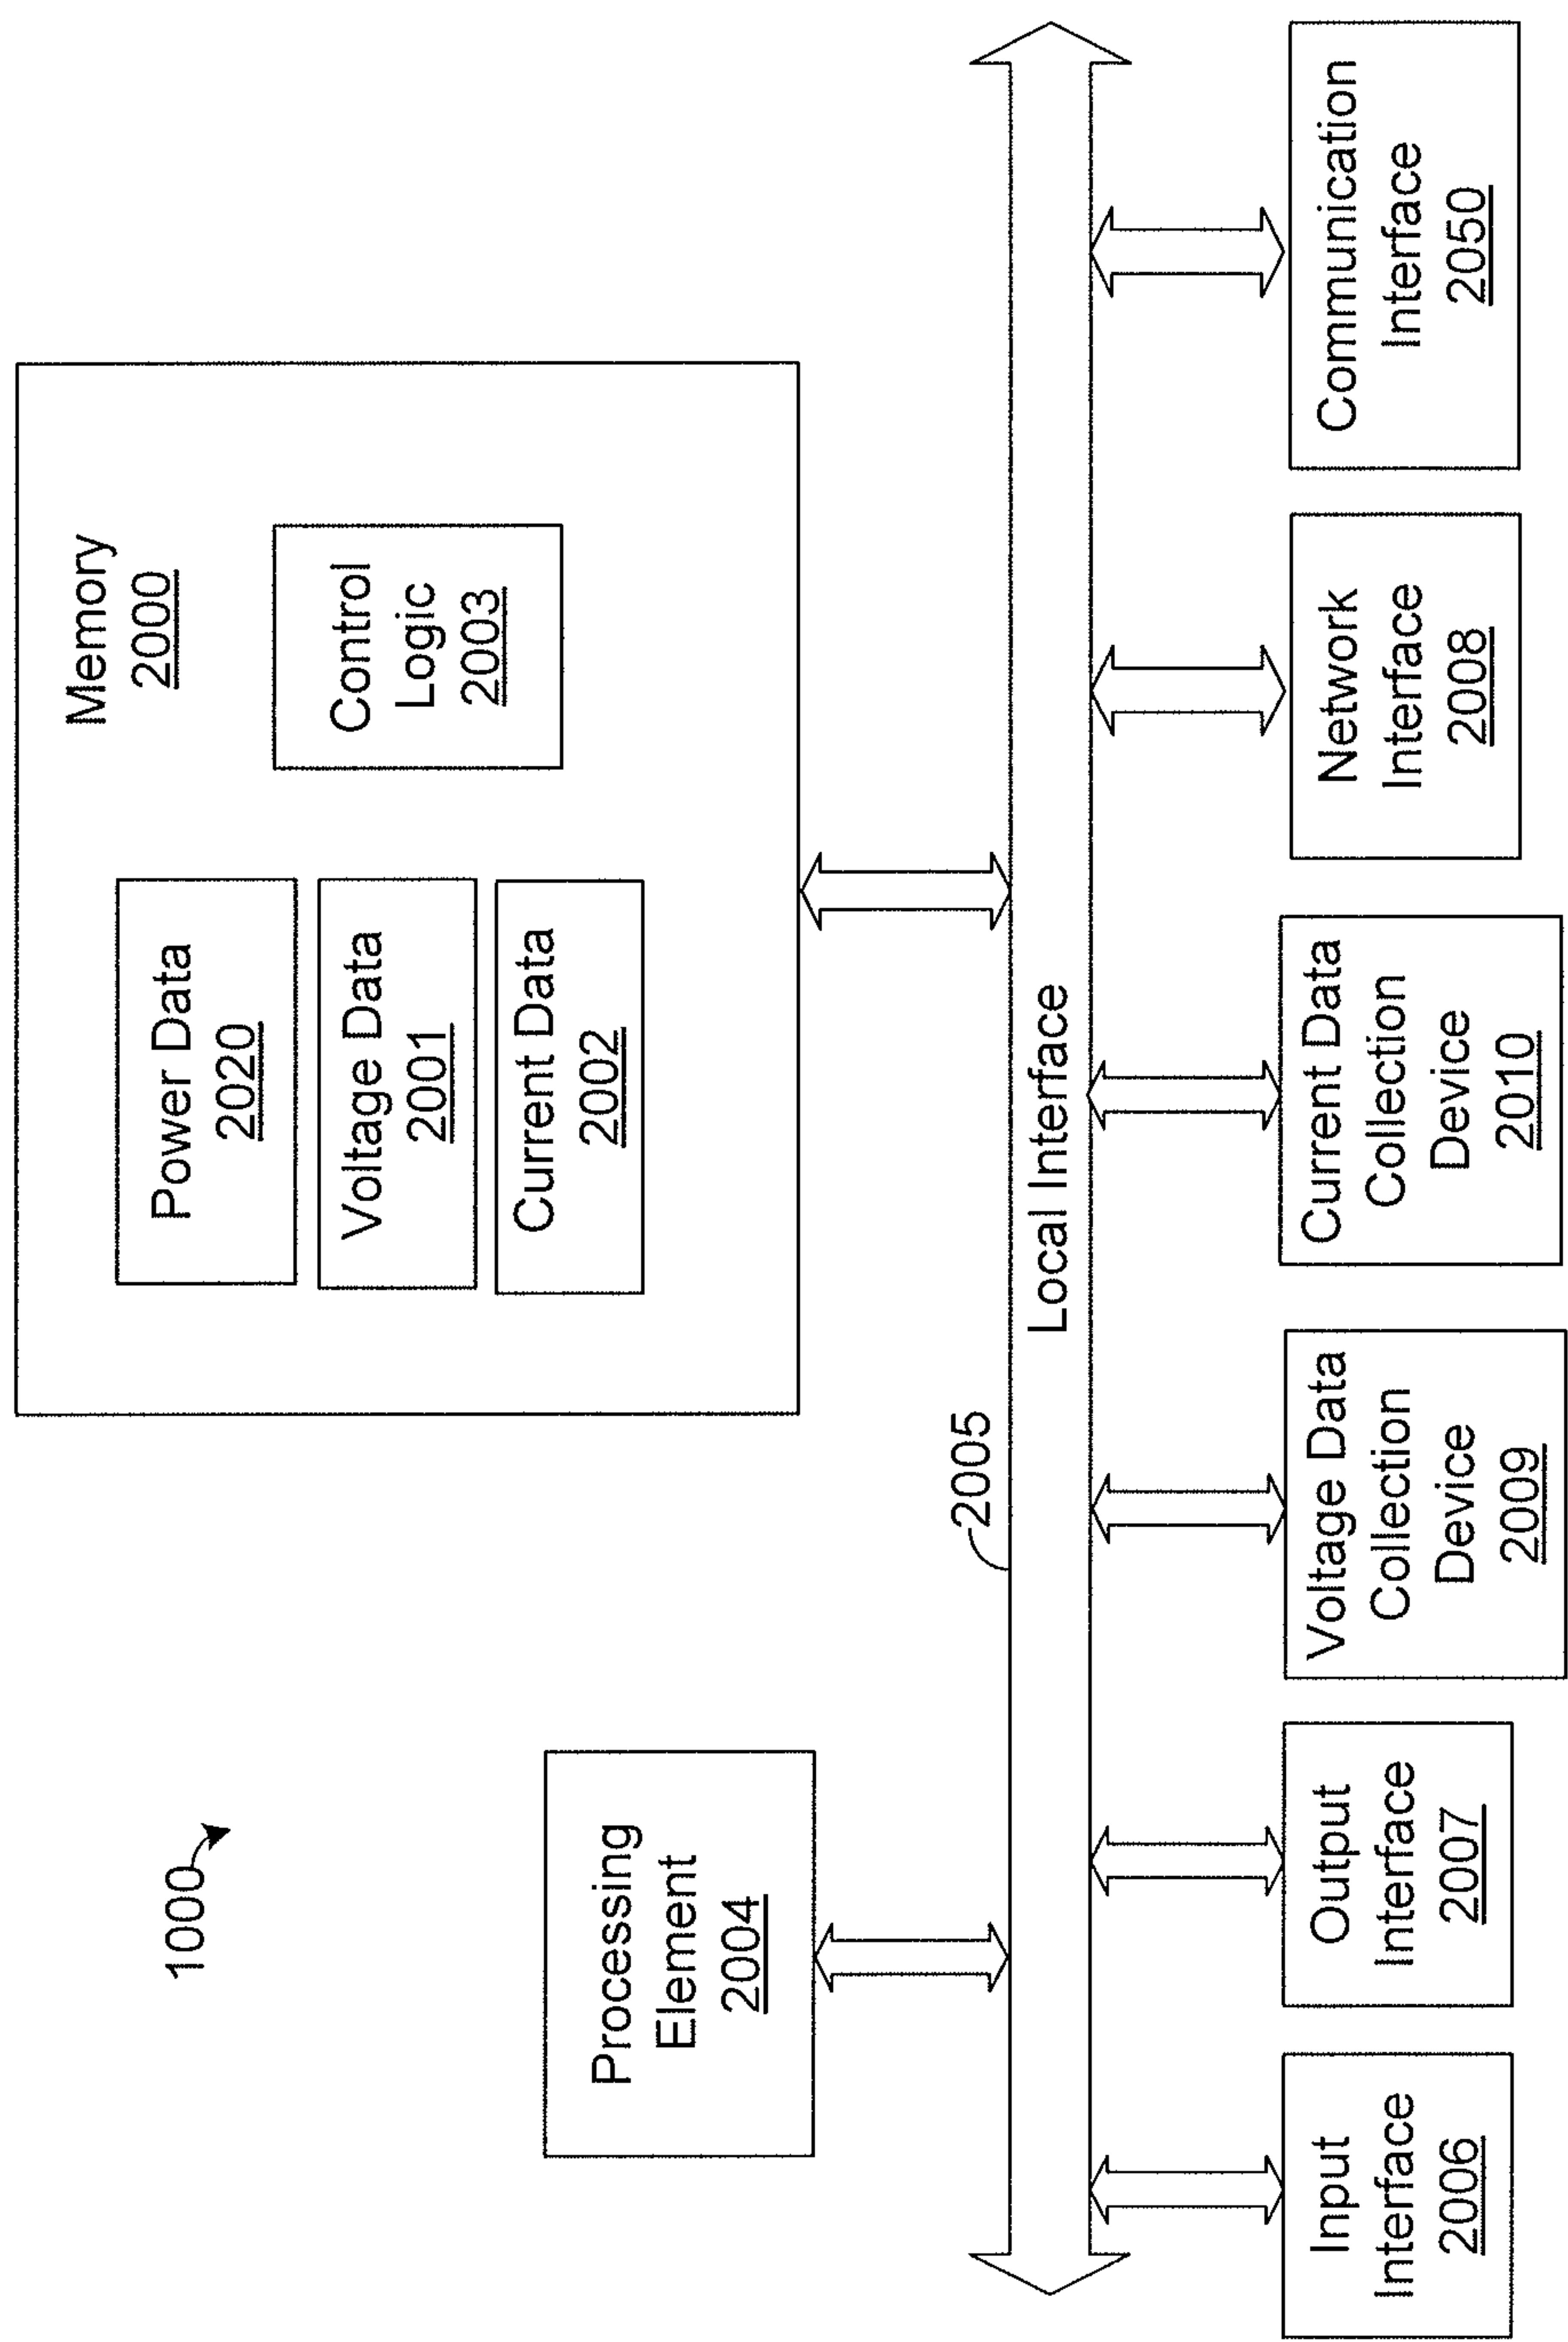 1000
Memory
2000
Power Data
2020
Voltage Data
2001
Current Data
2002
Control
Logic
2003
Processing
Element
2004
2005
Local Interface
Input
Interface
2006
Output
Interface
2007
Voltage Data
Collection
Device
2009
Current Data
Collection
Device
2010
Network
Interface
2008
Communication
Interface
2050